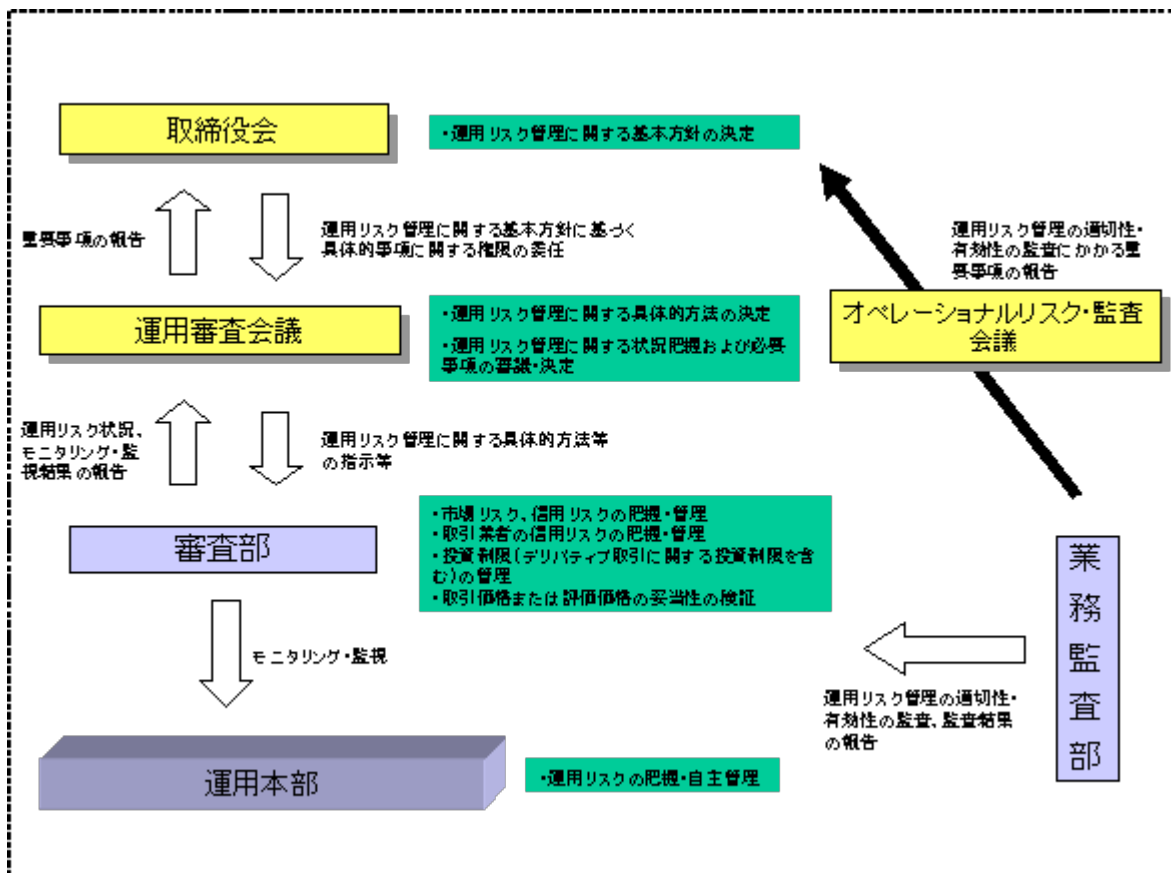 取締役会
・運用リスク管理に関する基本方針の決定
重要事項の報告
運用リスク管理に関する基本方針に基づく
具体的事項に関する権限の委任
運用リスク管理の適切性・
有効性の監査にかかる重
要事項の報告
運用審査会議
・運用リスク管理に関する具体的方法の決定
・運用リスク管理に関する状況把握および必要
事項の審議・決定
オペレーショナルリスク・監査
会議
運用リスク状況、
モニタリング・監
視結果の報告
運用リスク管理に関する具体的方法等
の指示等
審査部
・市場リスク、信用リスクの把握・管理
・取引業者の信用リスクの把握・管理
・投資制限(デリバティブ取引に関する投資制限を含
む)の管理
・取引価格または評価価格の妥当性の検証
業務監査部
モニタリング・監視
運用リスク管理の適切性・
有効性の監査、監査結果
の報告
運用本部
・運用リスクの把握・自主管理